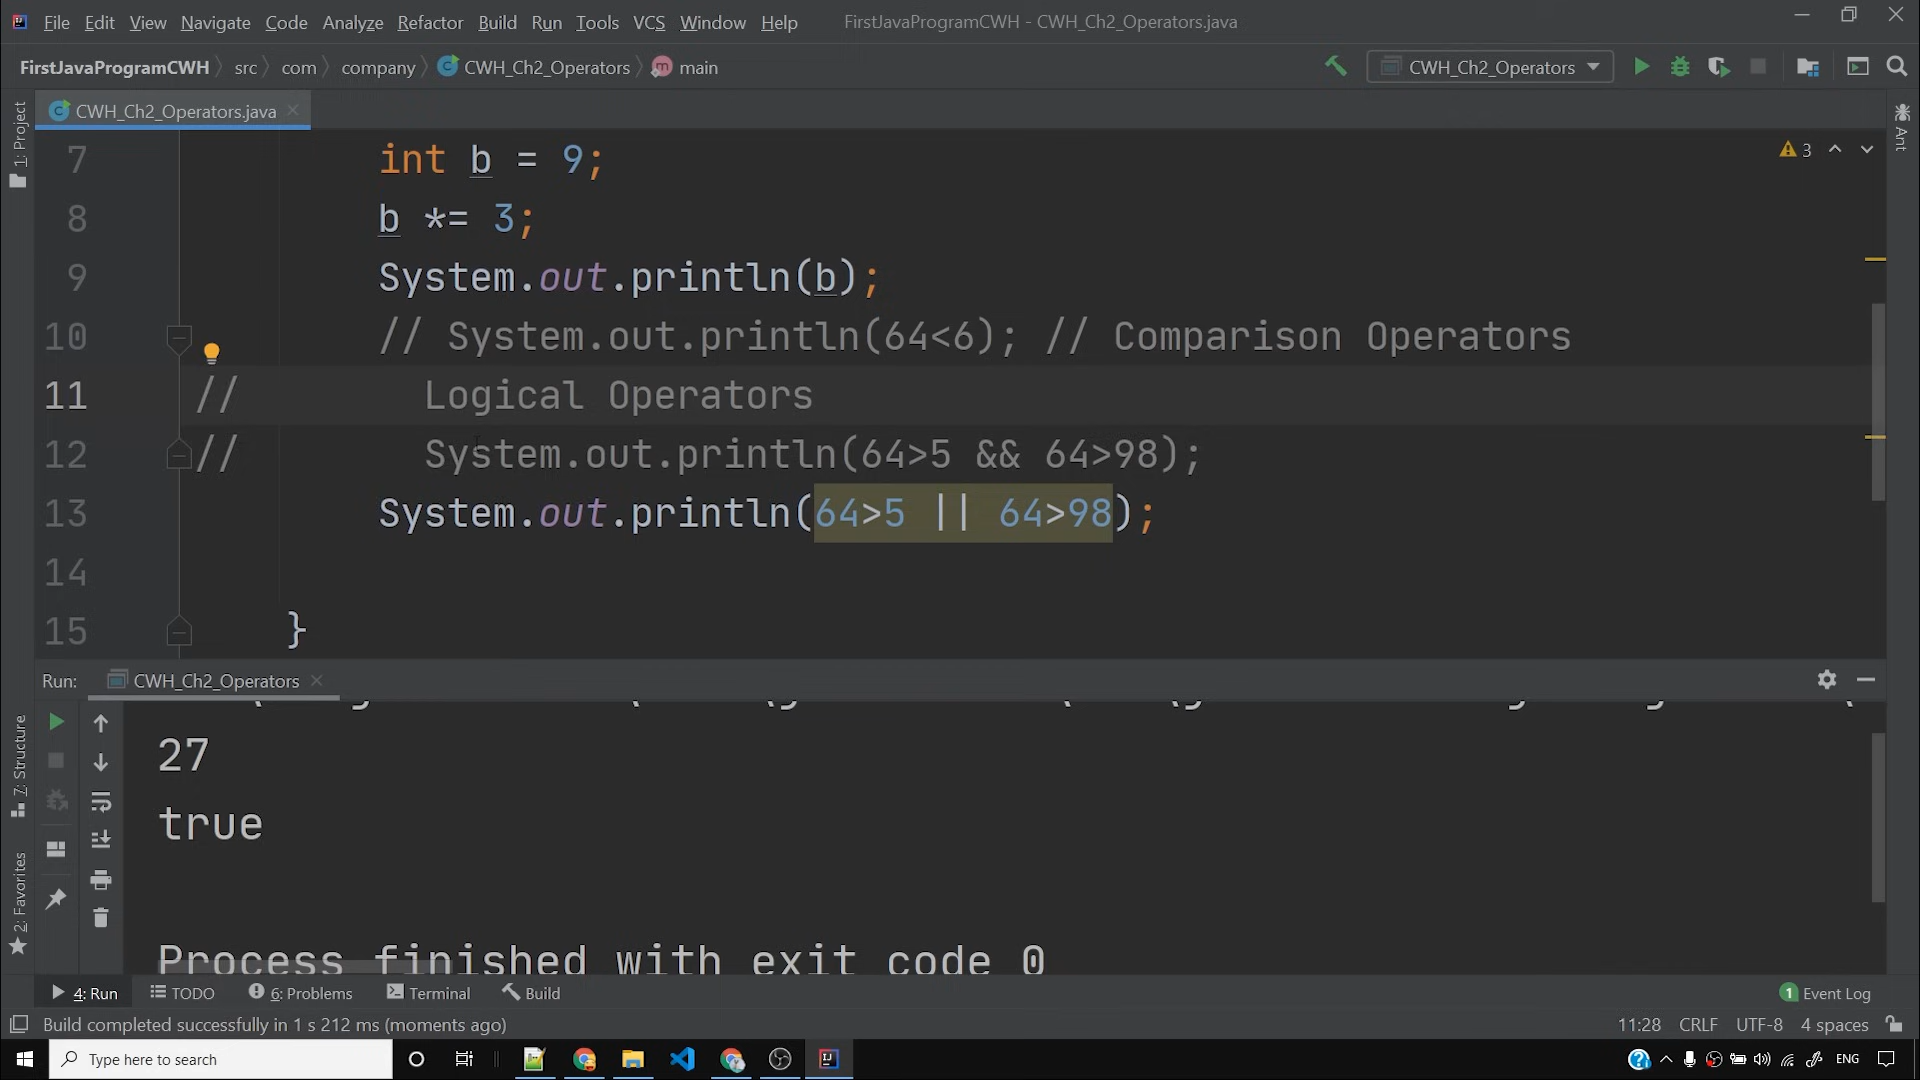 File Edit View Navigate Code Analyze Refactor Build Run Tools VCS Window Help FirstJavaProgramCWH - CWH_Ch2_Operators.java
FirstJavaProgramCWH src com company CWH_Ch2_Operators main CWH_Ch2_Operators
CWH_Ch2_Operators.java
1: Project
Ant
3
7 int b = 9;
8 b *= 3;
9 System.out.println(b);
10 // System.out.println(64<6); // Comparison Operators
11 // Logical Operators
12 // System.out.println(64>5 && 64>98);
13 System.out.println(64>5 || 64>98);
14
15 }
Run: CWH_Ch2_Operators
27
true
Process finished with exit code 0
7: Structure
2: Favorites
4: Run TODO 6: Problems Terminal Build 1 Event Log
Build completed successfully in 1 s 212 ms (moments ago) 11:28 CRLF UTF-8 4 spaces
Type here to search ENG